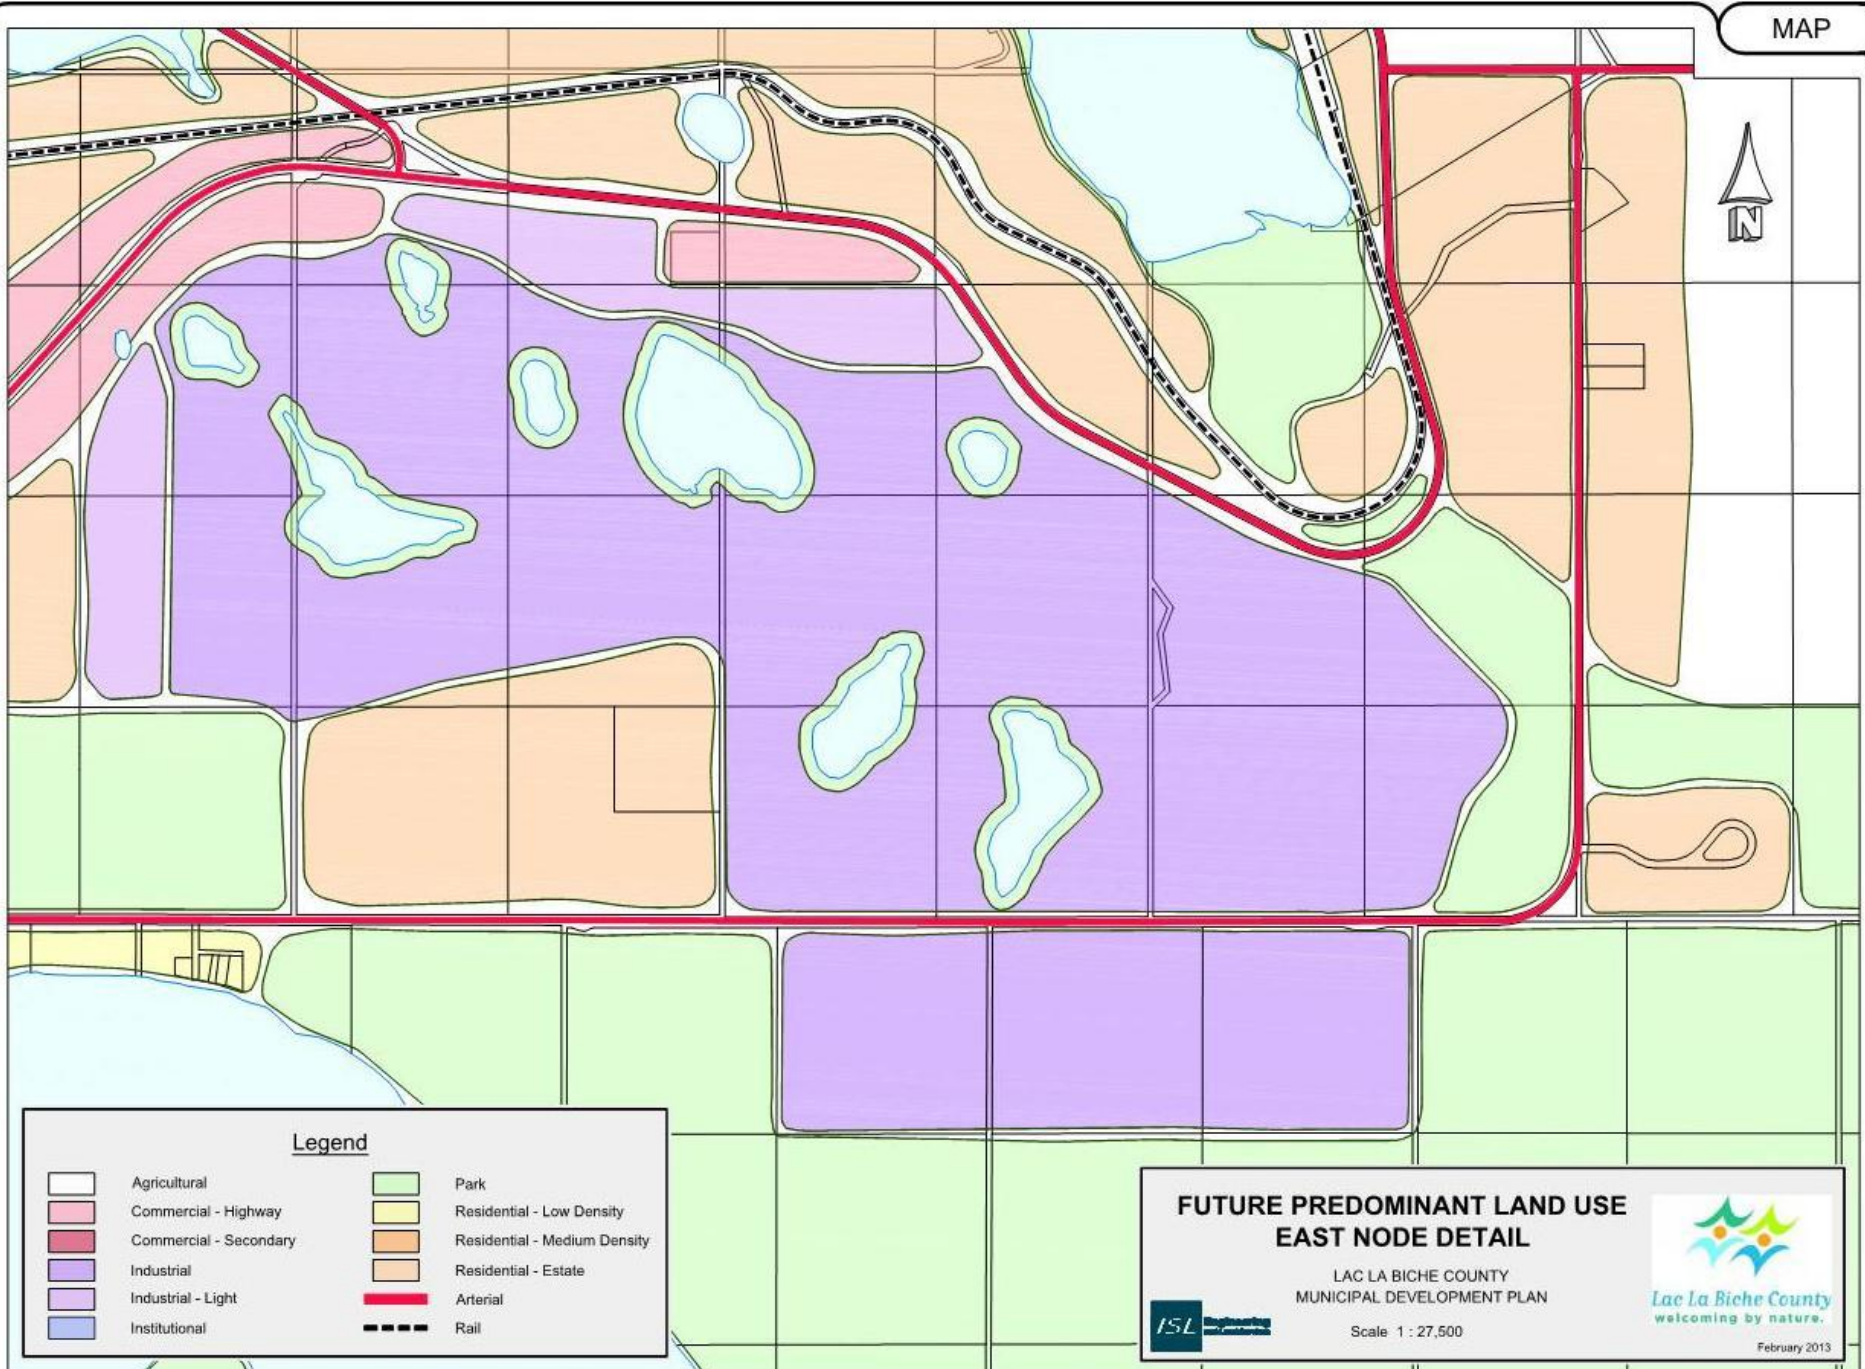 MAP
N
Legend
Agricultural
Commercial - Highway
Commercial - Secondary
Industrial
Industrial - Light
Institutional
Park
Residential - Low Density
Residential - Medium Density
Residential - Estate
Arterial
Rail
FUTURE PREDOMINANT LAND USE
EAST NODE DETAIL
LAC LA BICHE COUNTY
MUNICIPAL DEVELOPMENT PLAN
Scale 1 : 27,500
ISL Engineering
Lac La Biche County
welcoming by nature.
February 2013